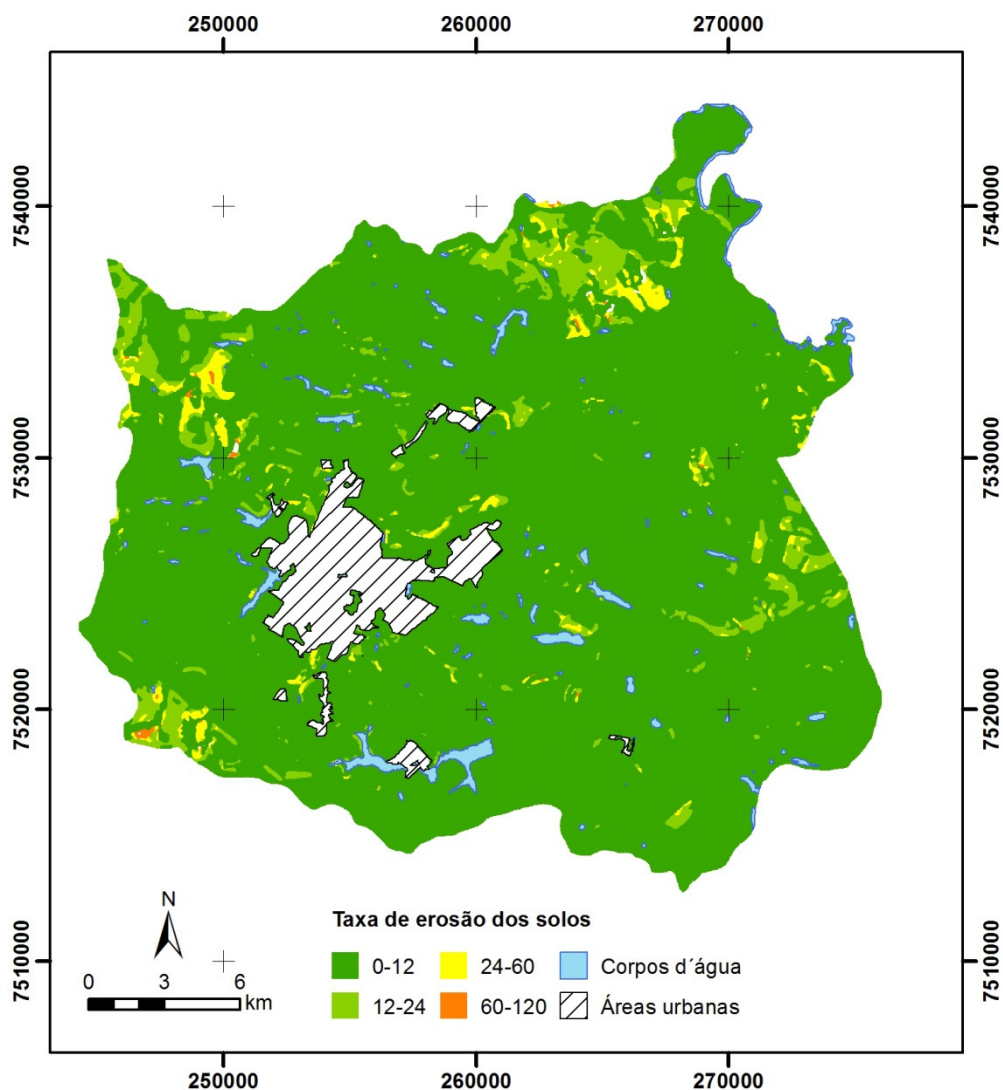 250000 260000 270000
7540000 7540000
7530000 7530000
7520000 7520000
7510000 7510000
N
0 3 6
km
Taxa de erosão dos solos
0-12 24-60 Corpos d´água
12-24 60-120 Áreas urbanas
250000 260000 270000